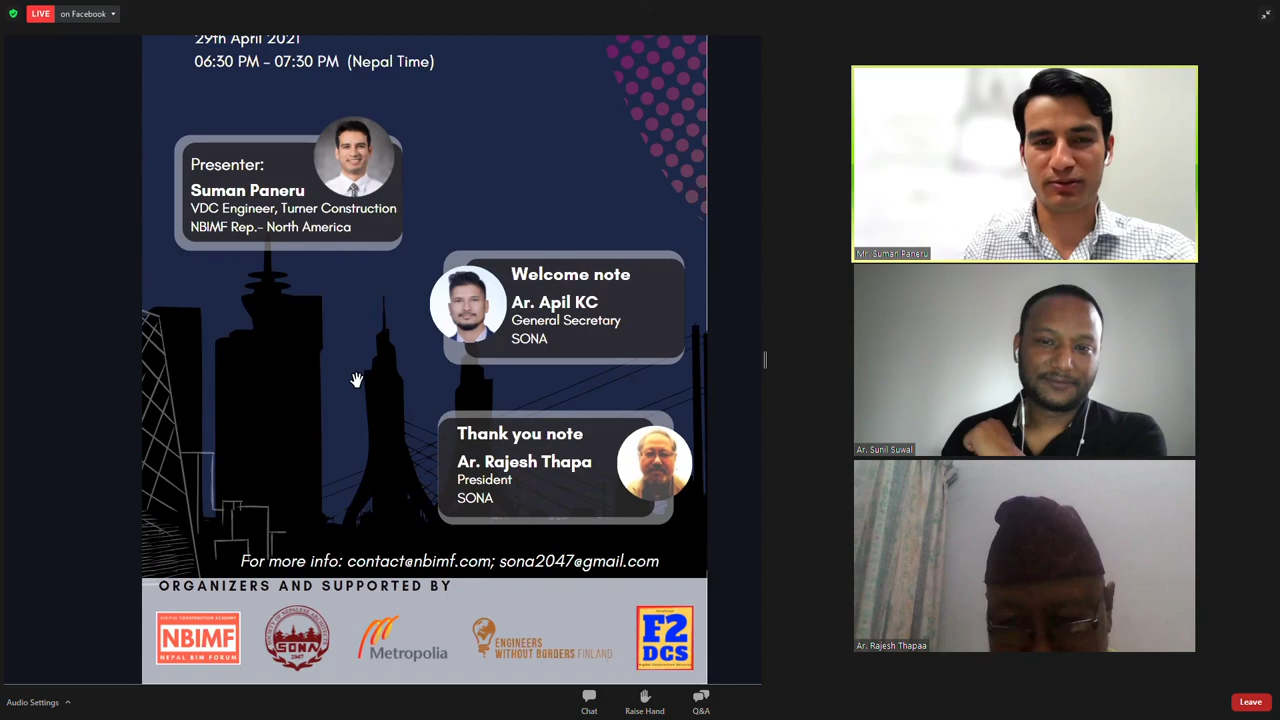 LIVE on Facebook
29th April 2021
06:30 PM - 07:30 PM (Nepal Time)
Presenter:
Suman Paneru
VDC Engineer, Turner Construction
NBIMF Rep.- North America
Welcome note
Ar. Apil KC
General Secretary
SONA
Thank you note
Ar. Rajesh Thapa
President
SONA
For more info: contact@nbimf.com; sona2047@gmail.com
ORGANIZERS AND SUPPORTED BY
DIGITAL CONSTRUCTION ACADEMY
NBIMF
NEPAL BIM FORUM
SONA
2047
Metropolia
ENGINEERS
WITHOUT BORDERS FINLAND
F2
DCS
Mr. Suman Paneru
Ar. Sunil Suwal
Ar. Rajesh Thapaa
Audio Settings
Chat
Raise Hand
Q&A
Leave